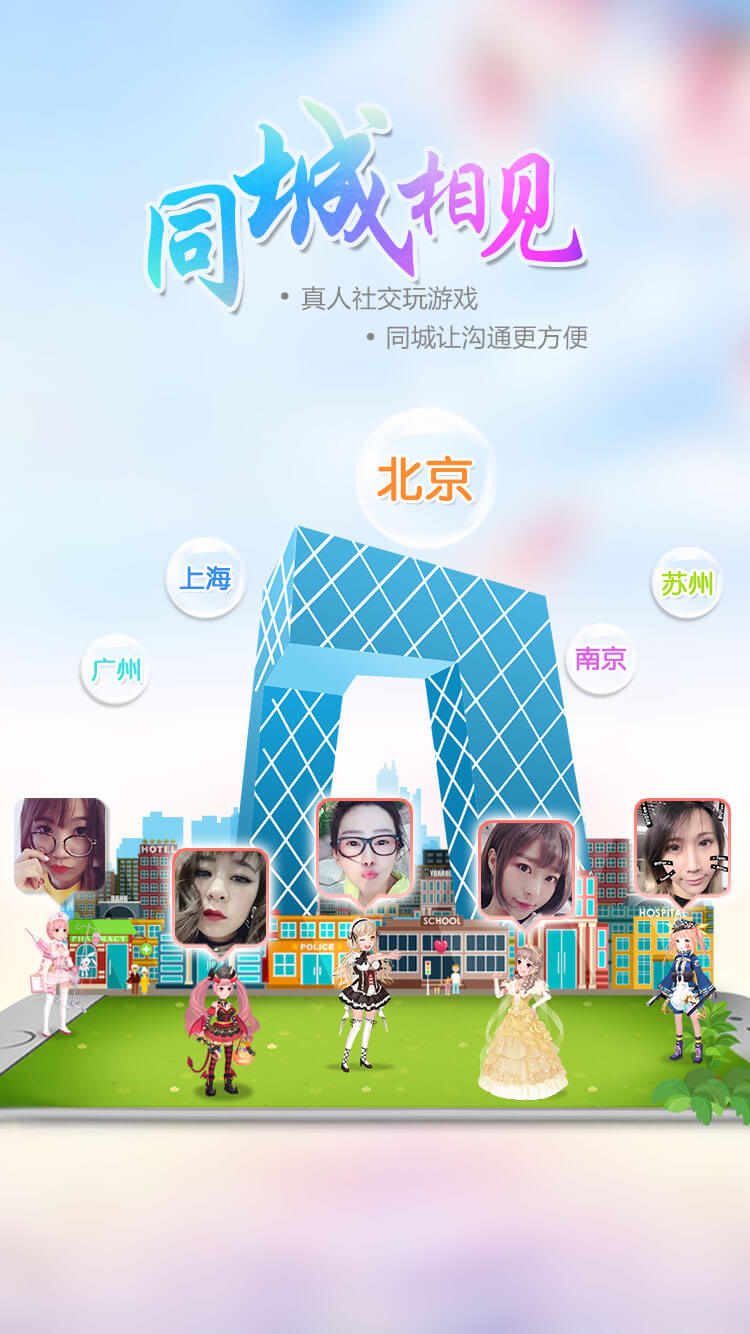 同城相见
• 真人社交玩游戏
• 同城让沟通更方便
北京
上海
苏州
南京
广州
HOTEL
BANK
SCHOOL
HOSPITAL
PHARMACY
POLICE